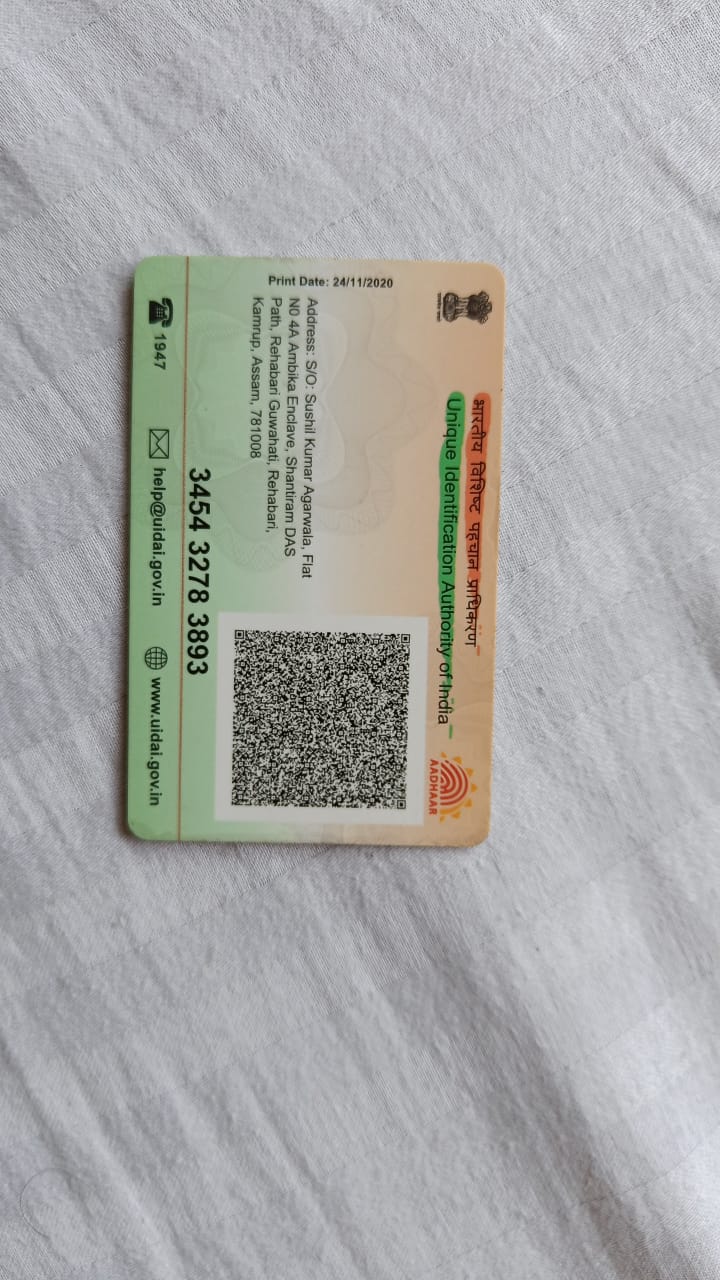 भारतीय विशिष्ट पहचान प्राधिकरण
Unique Identification Authority of India
AADHAAR
Print Date: 24/11/2020
Address: S/O: Sushil Kumar Agarwala, Flat
N0 4A Ambika Enclave, Shantiram DAS
Path, Rehabari Guwahati, Rehabari,
Kamrup, Assam, 781008
3454 3278 3893
1947 help@uidai.gov.in www.uidai.gov.in